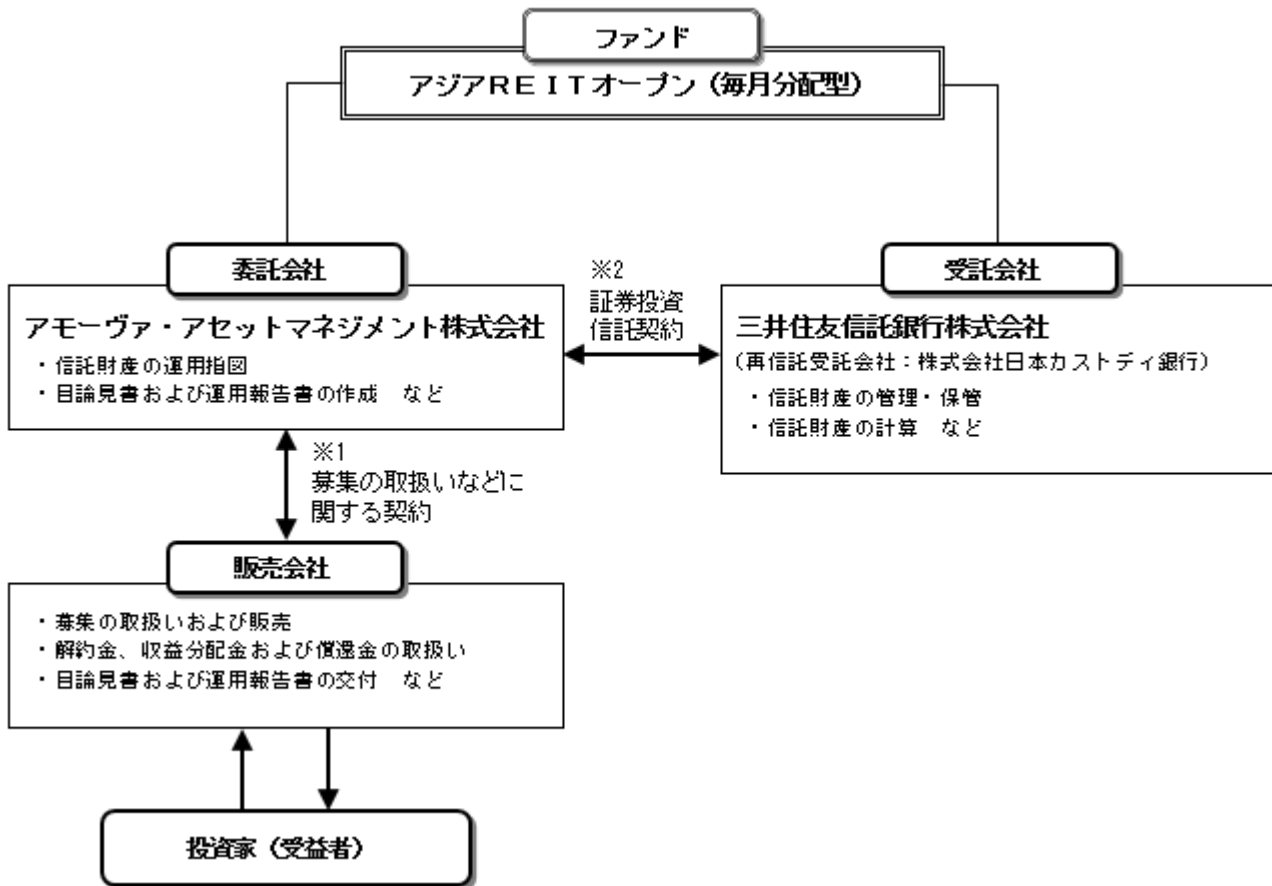 ファンド
アジアＲＥＩＴオープン（毎月分配型）
委託会社
アモーヴァ・アセットマネジメント株式会社
・信託財産の運用指図
・目論見書および運用報告書の作成　など
※2
証券投資
信託契約
受託会社
三井住友信託銀行株式会社
（再信託受託会社：株式会社日本カストディ銀行）
・信託財産の管理・保管
・信託財産の計算　など
※1
募集の取扱いなどに
関する契約
販売会社
・募集の取扱いおよび販売
・解約金、収益分配金および償還金の取扱い
・目論見書および運用報告書の交付　など
投資家（受益者）